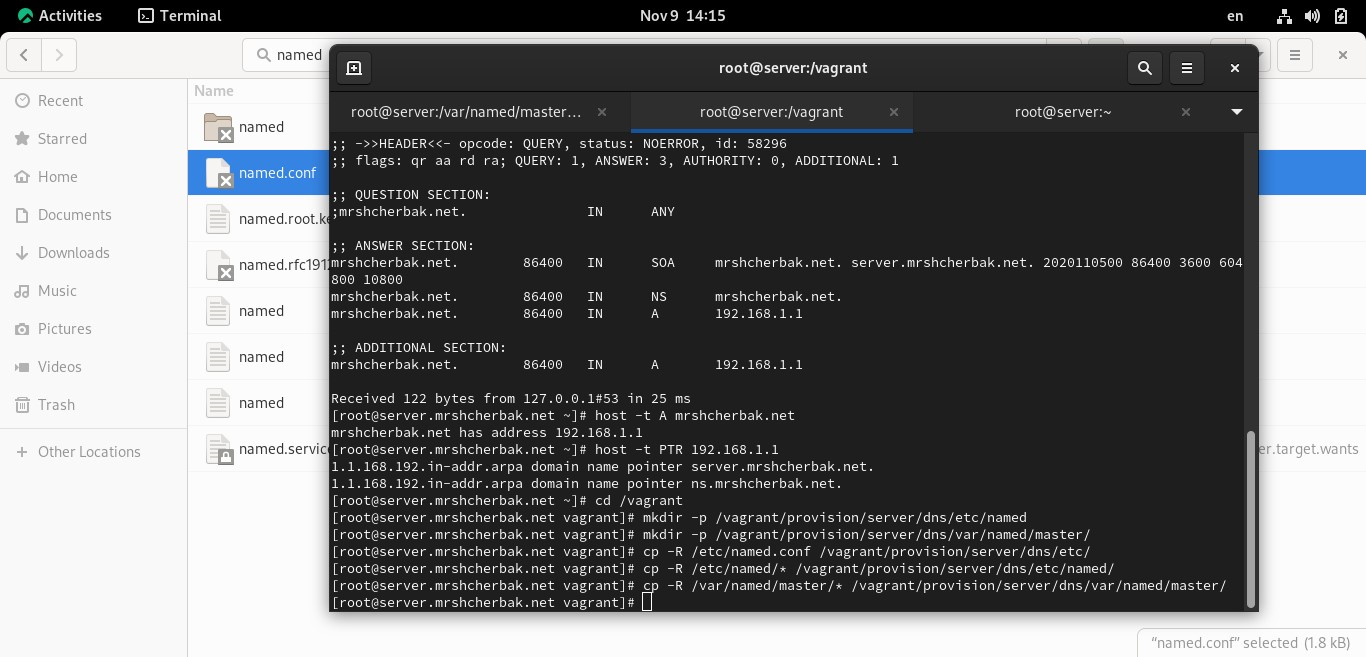 Activities Terminal Nov 9 14:15 en
named
root@server:/vagrant
Name
root@server:/var/named/master… root@server:/vagrant root@server:~
Recent
Starred
Home
Documents
Downloads
Music
Pictures
Videos
Trash
Other Locations
named
named.conf
named.root.ke
named.rfc191
named
named
named
named.servic
er.target.wants
;; ->>HEADER<<- opcode: QUERY, status: NOERROR, id: 58296
;; flags: qr aa rd ra; QUERY: 1, ANSWER: 3, AUTHORITY: 0, ADDITIONAL: 1
;; QUESTION SECTION:
;mrshcherbak.net. IN ANY
;; ANSWER SECTION:
mrshcherbak.net. 86400 IN SOA mrshcherbak.net. server.mrshcherbak.net. 2020110500 86400 3600 604
800 10800
mrshcherbak.net. 86400 IN NS mrshcherbak.net.
mrshcherbak.net. 86400 IN A 192.168.1.1
;; ADDITIONAL SECTION:
mrshcherbak.net. 86400 IN A 192.168.1.1
Received 122 bytes from 127.0.0.1#53 in 25 ms
[root@server.mrshcherbak.net ~]# host -t A mrshcherbak.net
mrshcherbak.net has address 192.168.1.1
[root@server.mrshcherbak.net ~]# host -t PTR 192.168.1.1
1.1.168.192.in-addr.arpa domain name pointer server.mrshcherbak.net.
1.1.168.192.in-addr.arpa domain name pointer ns.mrshcherbak.net.
[root@server.mrshcherbak.net ~]# cd /vagrant
[root@server.mrshcherbak.net vagrant]# mkdir -p /vagrant/provision/server/dns/etc/named
[root@server.mrshcherbak.net vagrant]# mkdir -p /vagrant/provision/server/dns/var/named/master/
[root@server.mrshcherbak.net vagrant]# cp -R /etc/named.conf /vagrant/provision/server/dns/etc/
[root@server.mrshcherbak.net vagrant]# cp -R /etc/named/* /vagrant/provision/server/dns/etc/named/
[root@server.mrshcherbak.net vagrant]# cp -R /var/named/master/* /vagrant/provision/server/dns/var/named/master/
[root@server.mrshcherbak.net vagrant]#
“named.conf” selected (1.8 kB)